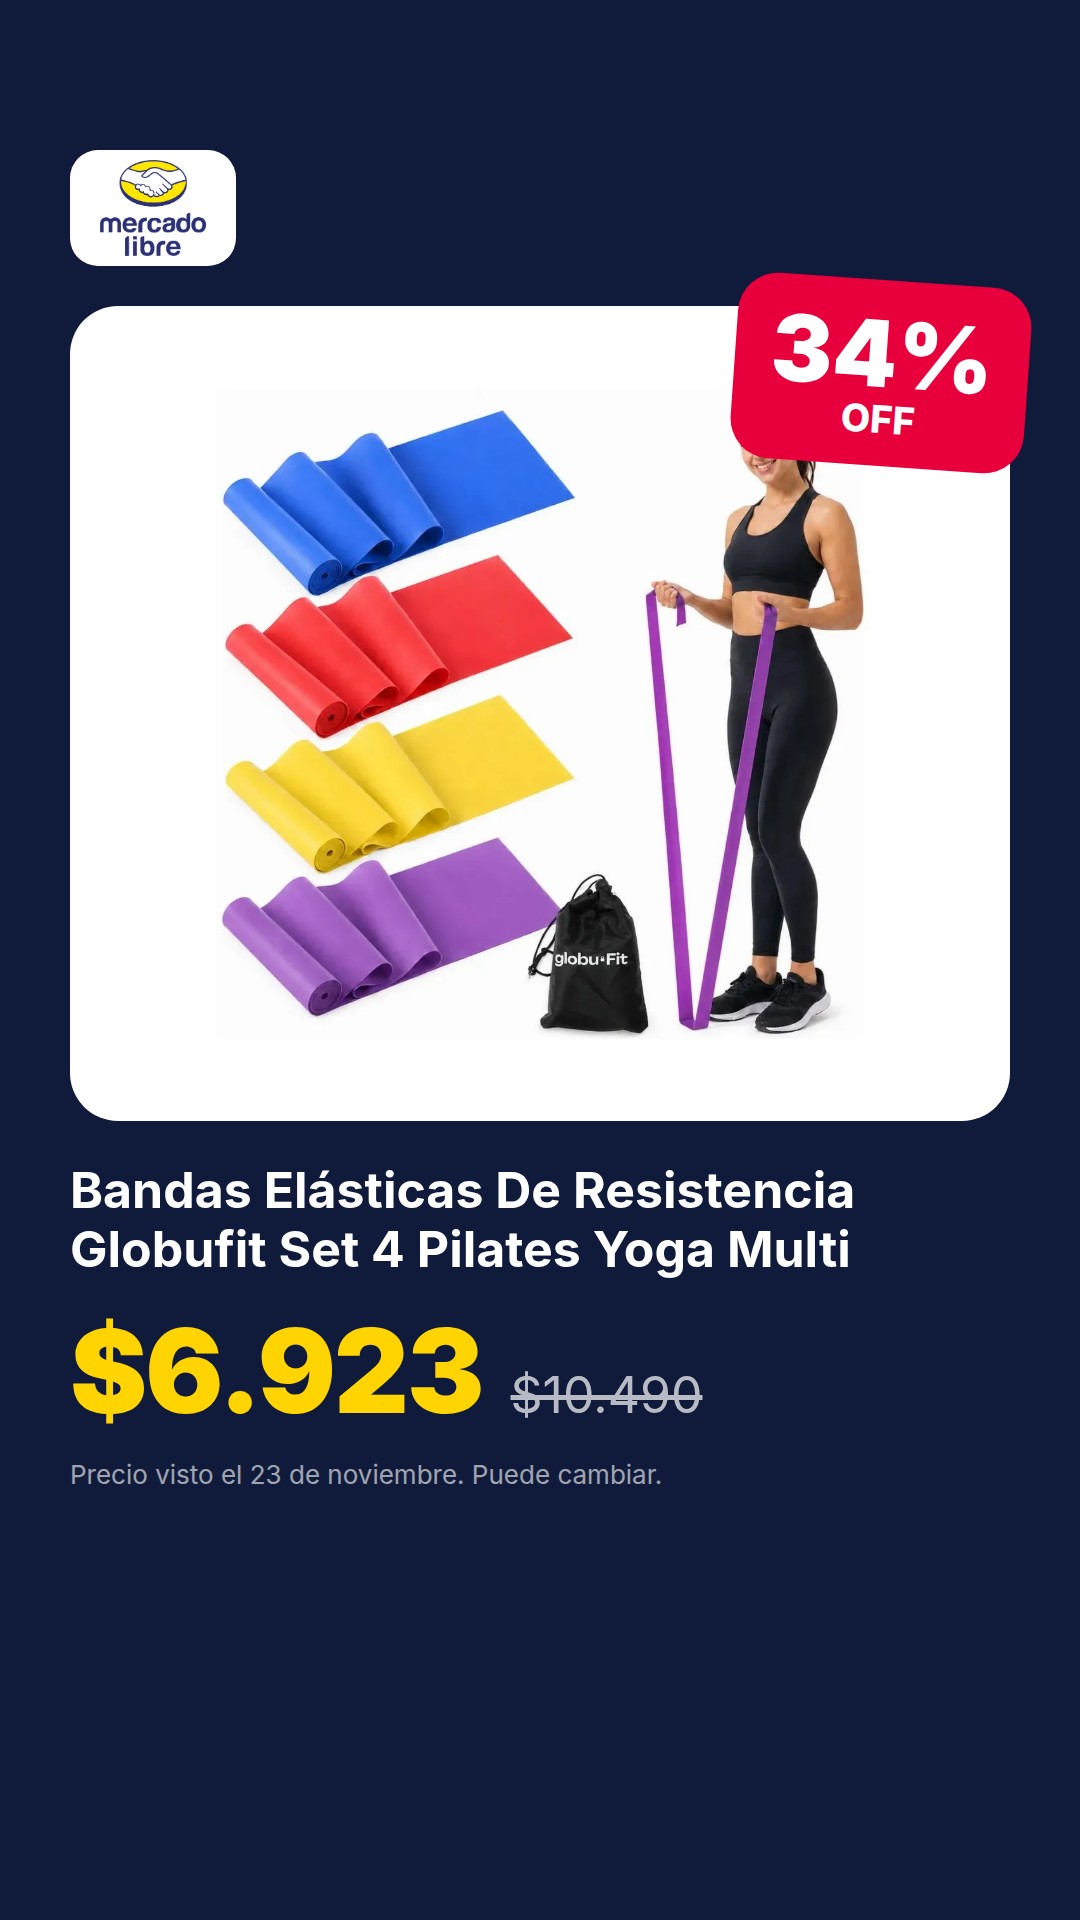 mercado
libre
34%
OFF
globu•Fit
Bandas Elásticas De Resistencia
Globufit Set 4 Pilates Yoga Multi
$6.923 $10.490
Precio visto el 23 de noviembre. Puede cambiar.